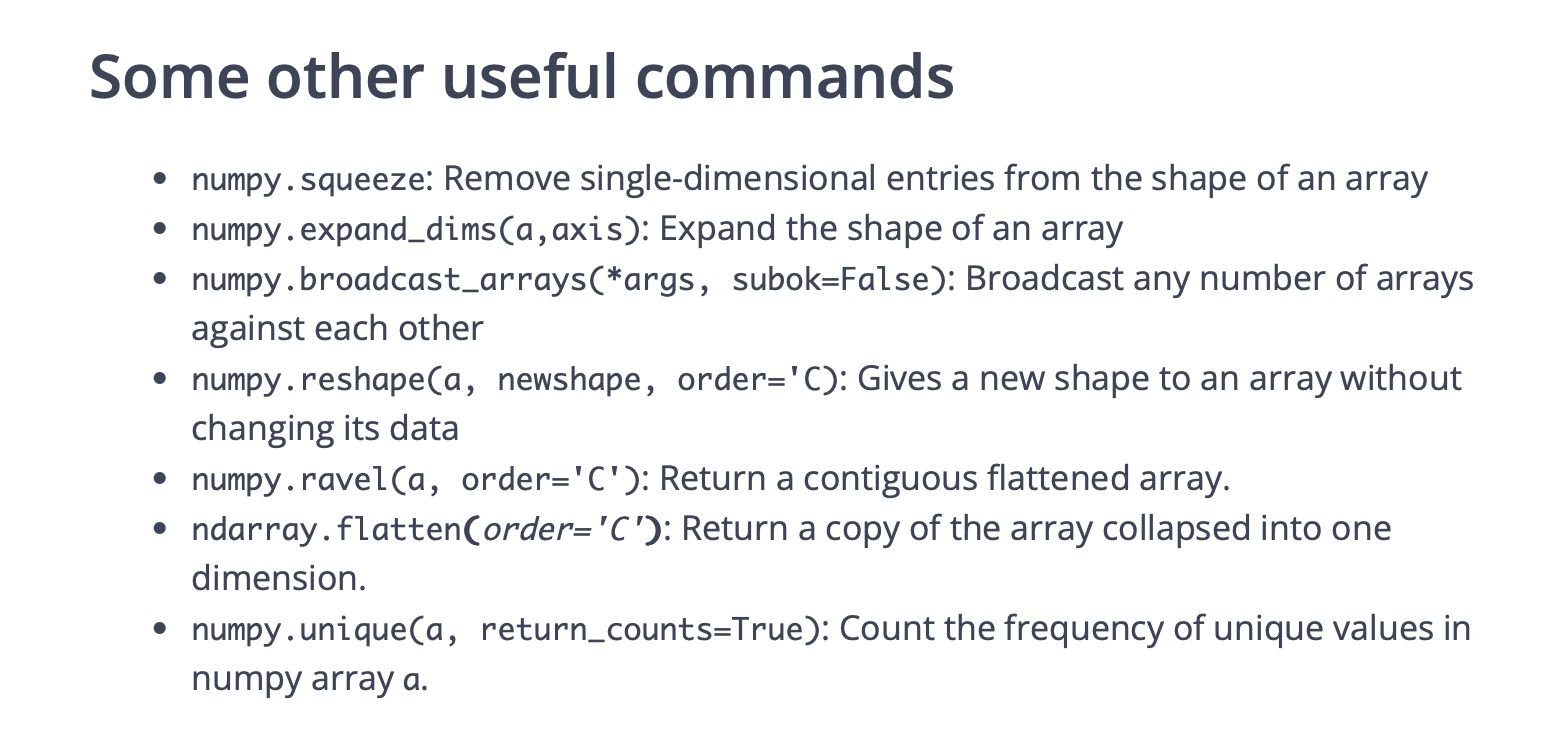 Some other useful commands
• numpy.squeeze: Remove single-dimensional entries from the shape of an array
• numpy.expand_dims(a,axis): Expand the shape of an array
• numpy.broadcast_arrays(*args, subok=False): Broadcast any number of arrays
against each other
• numpy.reshape(a, newshape, order='C): Gives a new shape to an array without
changing its data
• numpy.ravel(a, order='C'): Return a contiguous flattened array.
• ndarray.flatten(order='C'): Return a copy of the array collapsed into one
dimension.
• numpy.unique(a, return_counts=True): Count the frequency of unique values in
numpy array a.